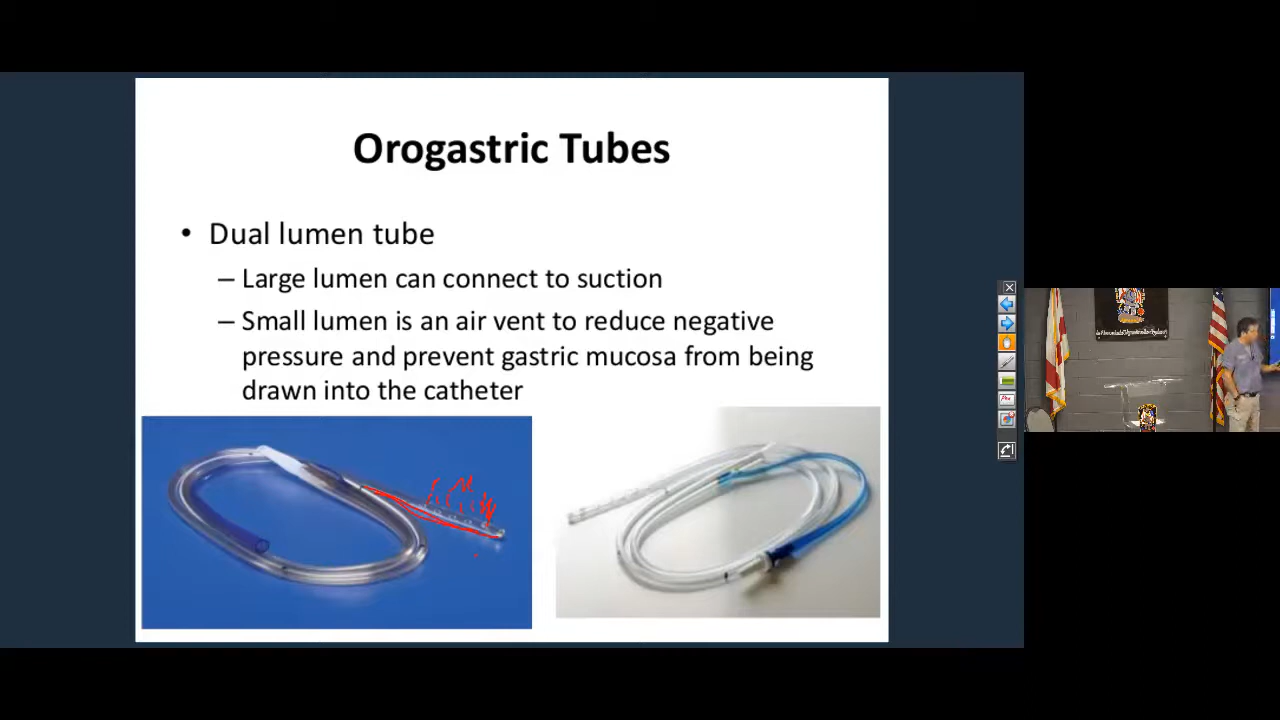 Orogastric Tubes
• Dual lumen tube
– Large lumen can connect to suction
– Small lumen is an air vent to reduce negative
pressure and prevent gastric mucosa from being
drawn into the catheter